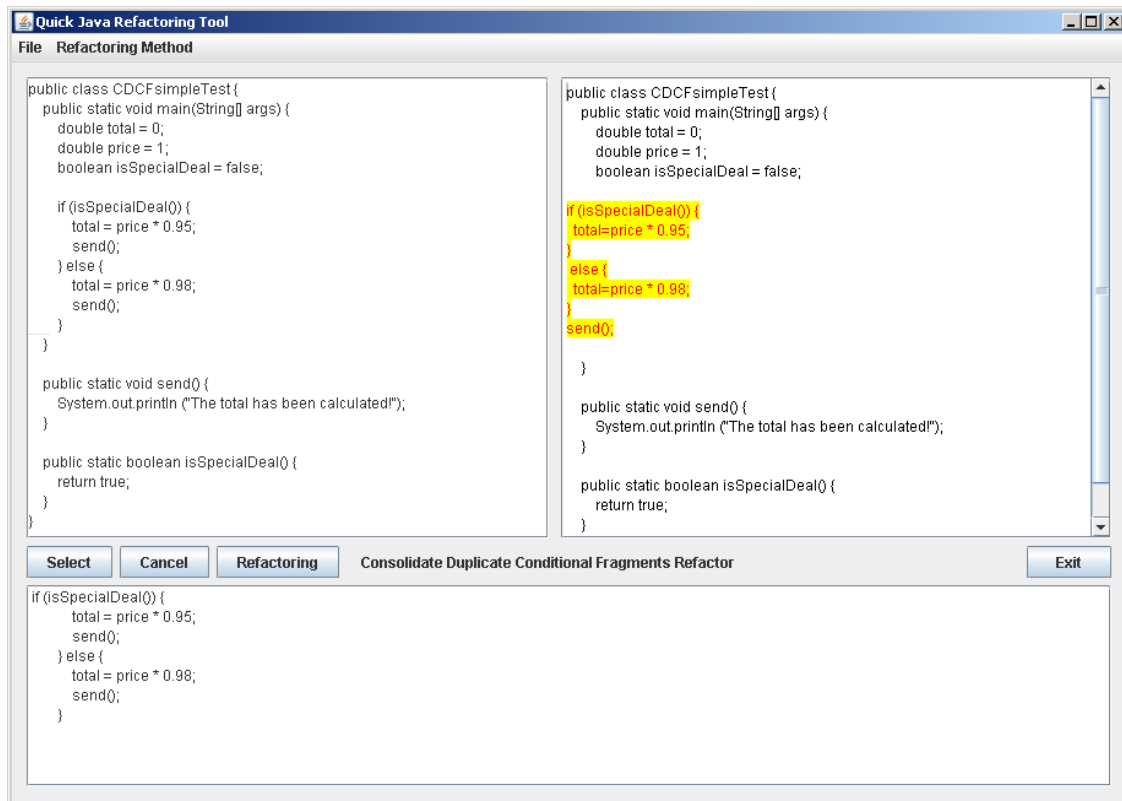 Quick Java Refactoring Tool
File Refactoring Method
public class CDCFsimpleTest {
public static void main(String[] args) {
double total = 0;
double price = 1;
boolean isSpecialDeal = false;
if (isSpecialDeal()) {
total = price * 0.95;
send();
} else {
total = price * 0.98;
send();
}
}
public static void send() {
System.out.println ("The total has been calculated!");
}
public static boolean isSpecialDeal() {
return true;
}
}
public class CDCFsimpleTest {
public static void main(String[] args) {
double total = 0;
double price = 1;
boolean isSpecialDeal = false;
if (isSpecialDeal()) {
total=price * 0.95;
}
else {
total=price * 0.98;
}
send();
}
public static void send() {
System.out.println ("The total has been calculated!");
}
public static boolean isSpecialDeal() {
return true;
}
Select Cancel Refactoring Consolidate Duplicate Conditional Fragments Refactor Exit
if (isSpecialDeal()) {
total = price * 0.95;
send();
} else {
total = price * 0.98;
send();
}